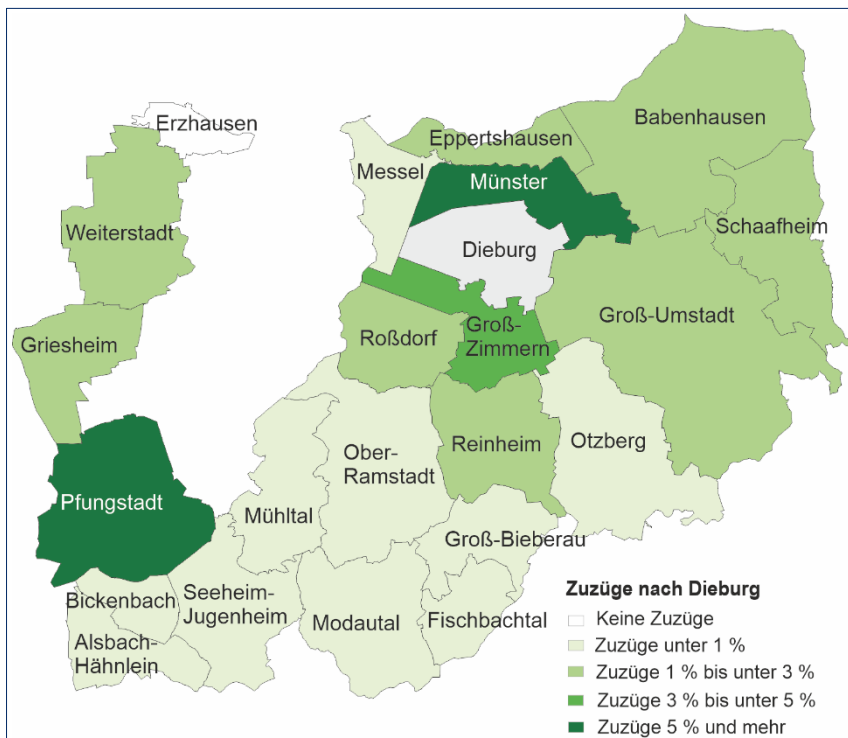 Erzhausen
Babenhausen
Eppertshausen
Messel
Münster
Weiterstadt
Schaafheim
Dieburg
Groß-Umstadt
Griesheim
Roßdorf
Groß-
Zimmern
Reinheim
Otzberg
Ober-
Ramstadt
Pfungstadt
Mühltal
Groß-Bieberau
Bickenbach
Seeheim-
Jugenheim
Modautal
Fischbachtal
Alsbach-
Hähnlein
Zuzüge nach Dieburg
Keine Zuzüge
Zuzüge unter 1 %
Zuzüge 1 % bis unter 3 %
Zuzüge 3 % bis unter 5 %
Zuzüge 5 % und mehr